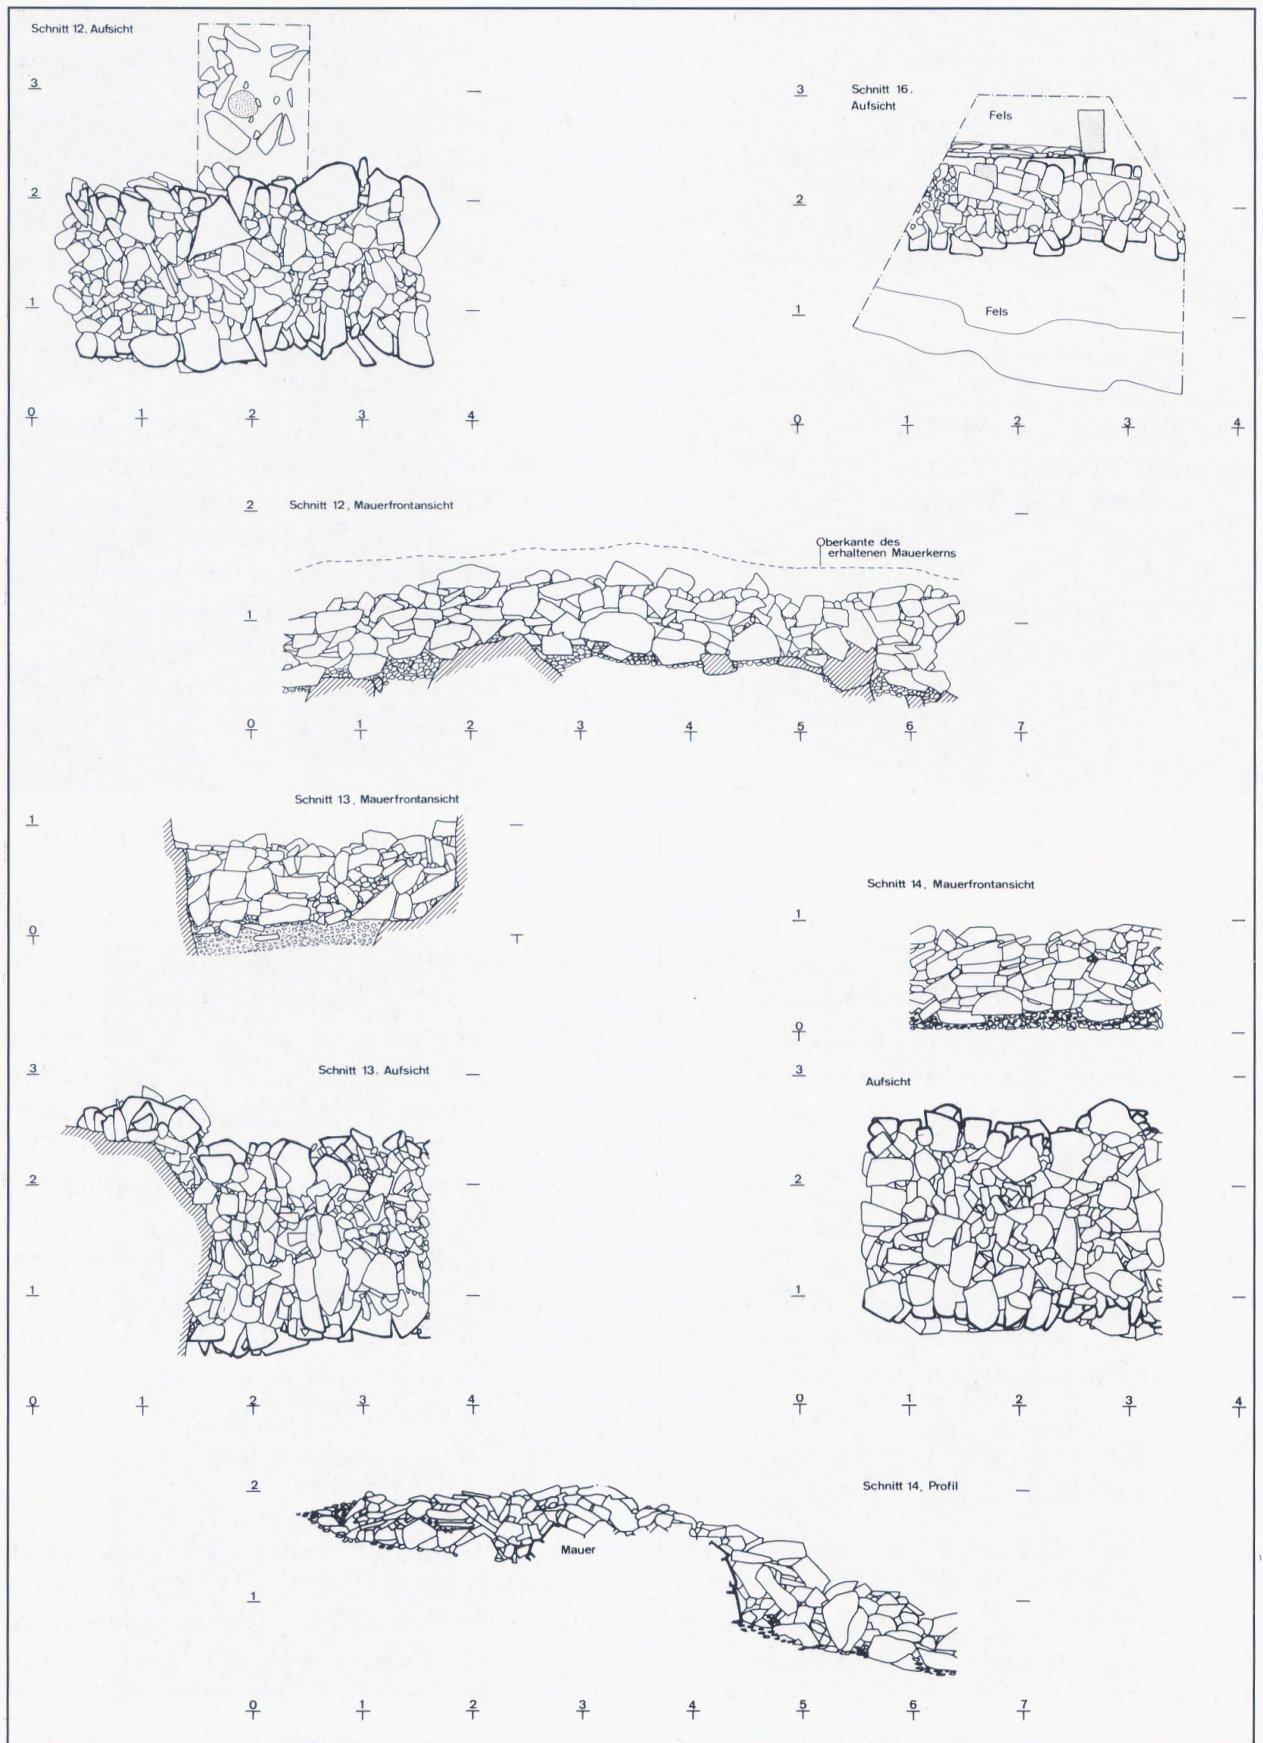 Schnitt 12, Aufsicht
3
2
1
0 1 2 3 4
Schnitt 16.
Aufsicht
3
Fels
2
1
Fels
0 1 2 3 4
2 Schnitt 12, Mauerfrontansicht
Oberkante des
erhaltenen Mauerkerns
1
0 1 2 3 4 5 6 7
Schnitt 13, Mauerfrontansicht
1
0
Schnitt 14, Mauerfrontansicht
1
0
Schnitt 13. Aufsicht
3
2
1
0 1 2 3 4
Aufsicht
3
2
1
0 1 2 3 4
Schnitt 14, Profil
2
Mauer
1
0 1 2 3 4 5 6 7